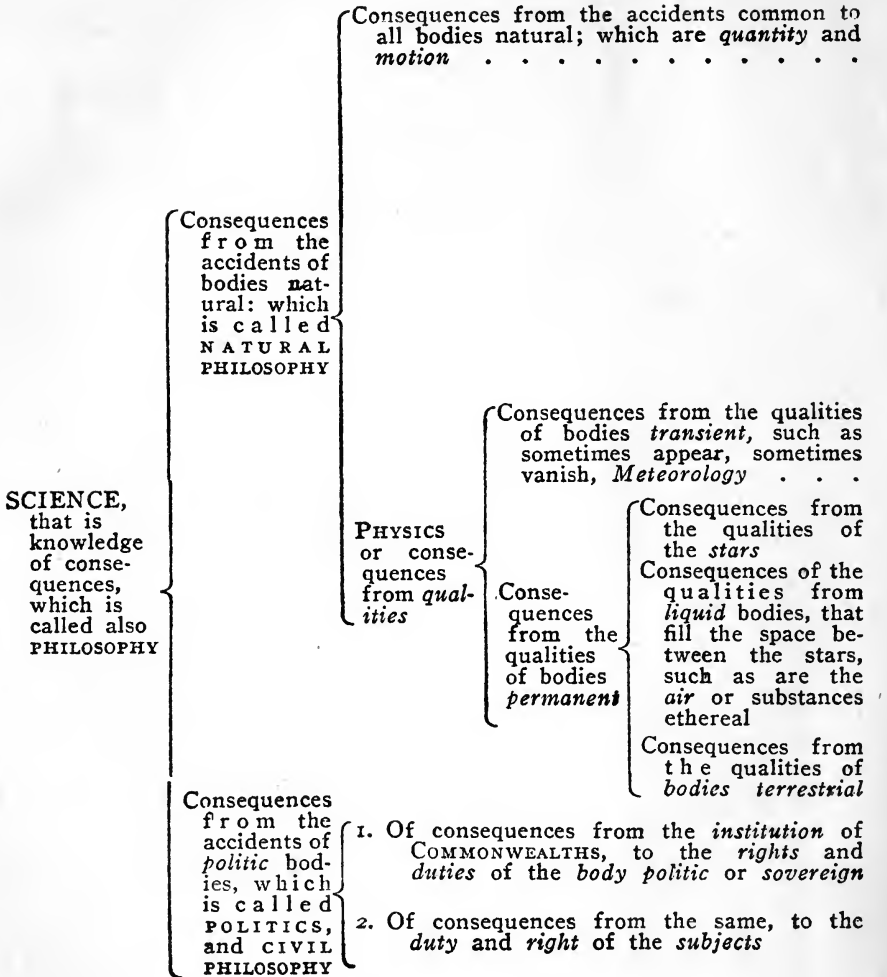 Consequences from the accidents common to
all bodies natural; which are quantity and
motion . . . . . . . . . . .
Consequences
from the
accidents of
bodies nat-
ural: which
is called
NATURAL
PHILOSOPHY
Consequences from the qualities
of bodies transient, such as
sometimes appear, sometimes
vanish, Meteorology . . .
SCIENCE,
that is
knowledge
of conse-
quences,
which is
called also
PHILOSOPHY
PHYSICS
or conse-
quences
from qual-
ities
Conse-
quences
from the
qualities
of bodies
permanent
Consequences from
the qualities of
the stars
Consequences of the
qualities from
liquid bodies, that
fill the space be-
tween the stars,
such as are the
air or substances
ethereal
Consequences from
the qualities of
bodies terrestrial
Consequences
from the
accidents of
politic bod-
ies, which
is called
POLITICS,
and CIVIL
PHILOSOPHY
1. Of consequences from the institution of
COMMONWEALTHS, to the rights and
duties of the body politic or sovereign
2. Of consequences from the same, to the
duty and right of the subjects